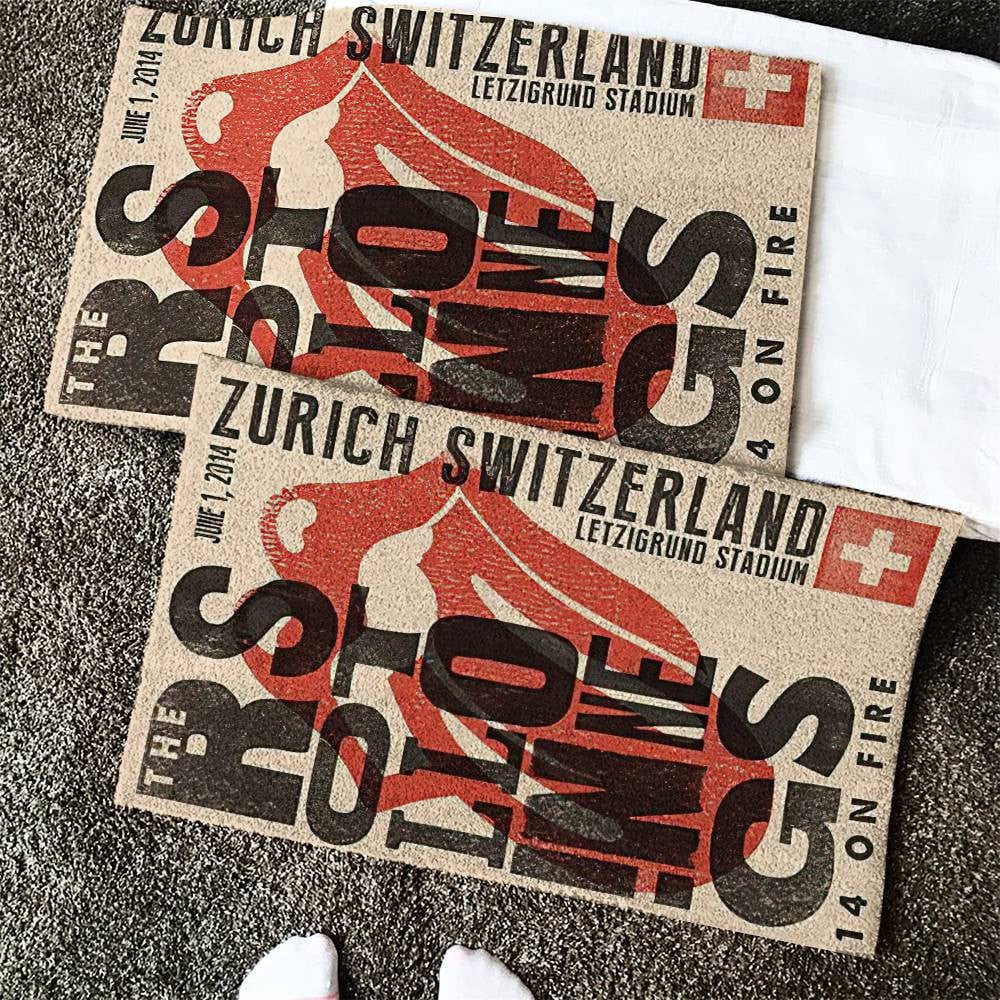 ZURICH SWITZERLAND
LETZIGRUND STADIUM
JUNE 1, 2014
THE
ROLLING
STONES
4 ON FIRE
ZURICH SWITZERLAND
LETZIGRUND STADIUM
JUNE 1, 2014
THE
ROLLING
STONES
14 ON FIRE